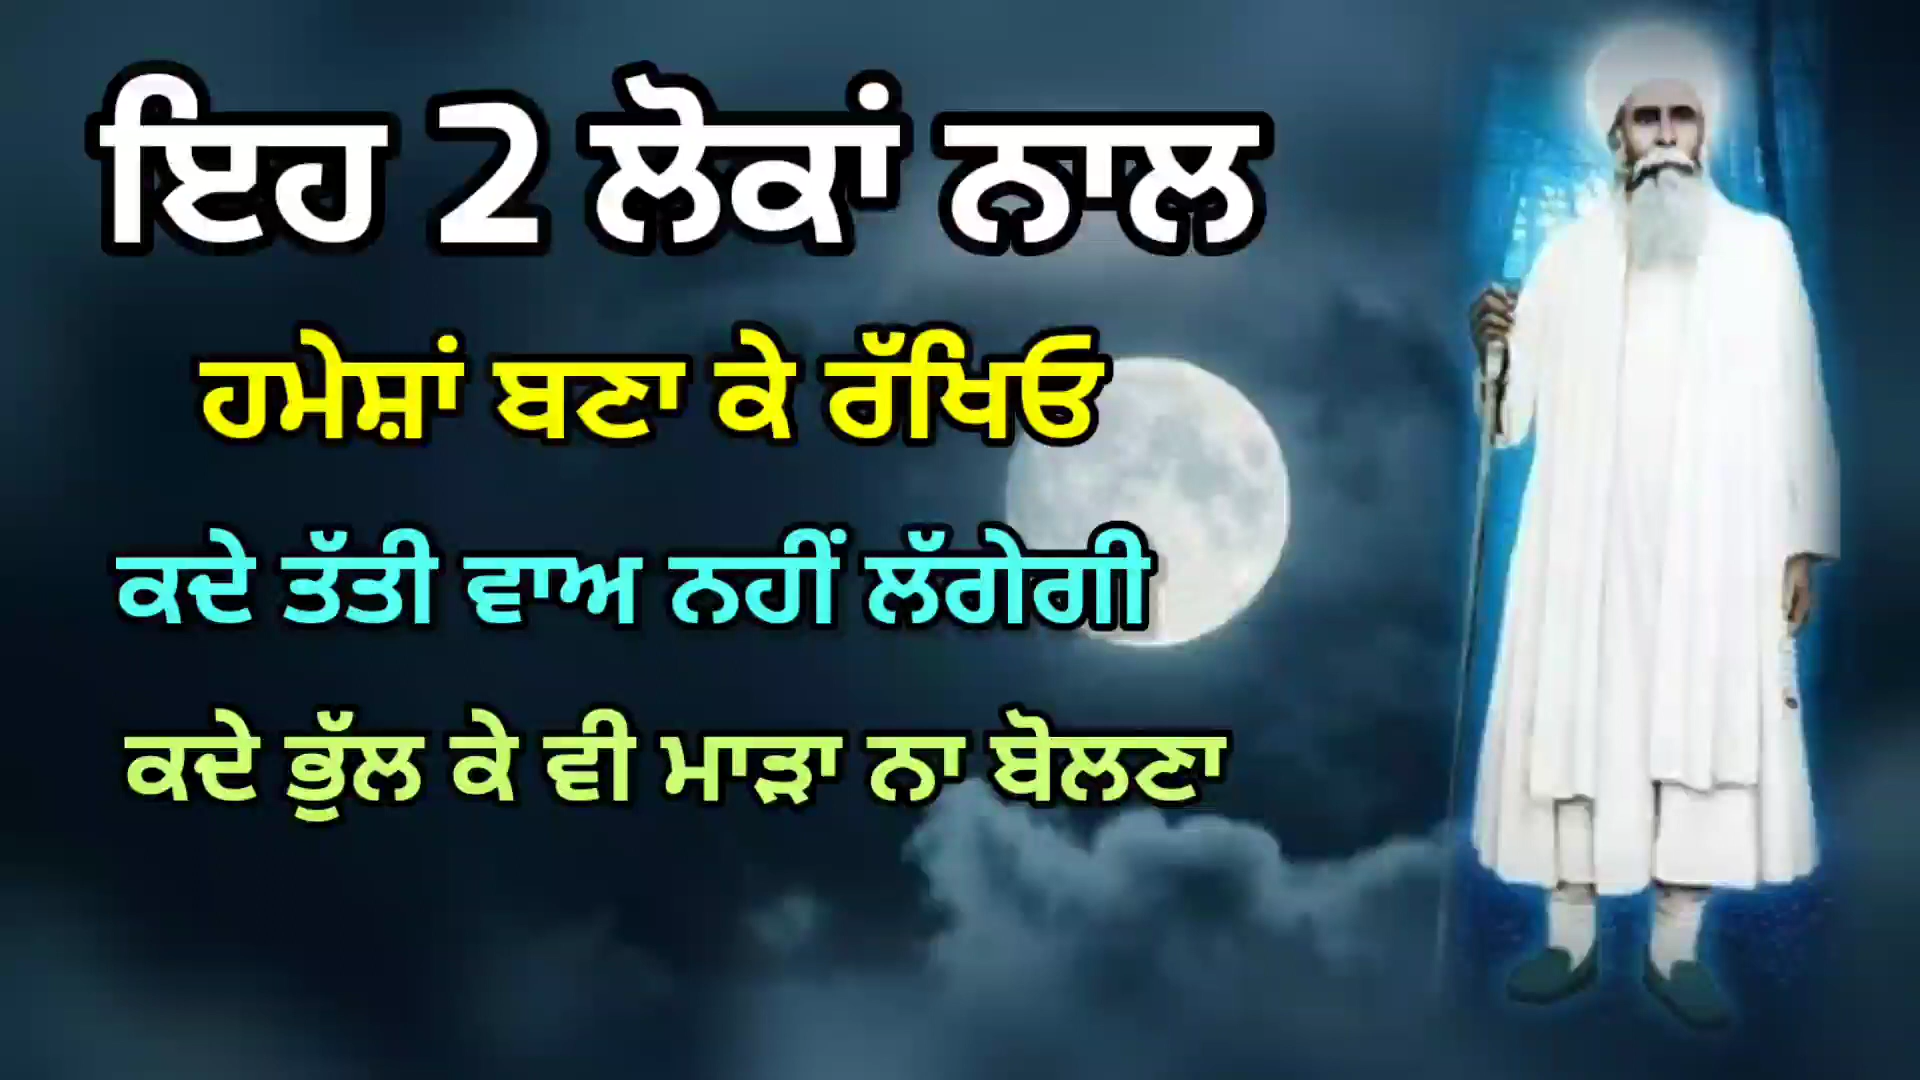 ਇਹ 2 ਲੋਕਾਂ ਨਾਲ
ਹਮੇਸ਼ਾਂ ਬਣਾ ਕੇ ਰੱਖਿਓ
ਕਦੇ ਤੱਤੀ ਵਾਅ ਨਹੀਂ ਲੱਗੇਗੀ
ਕਦੇ ਭੁੱਲ ਕੇ ਵੀ ਮਾੜਾ ਨਾ ਬੋਲਣਾ